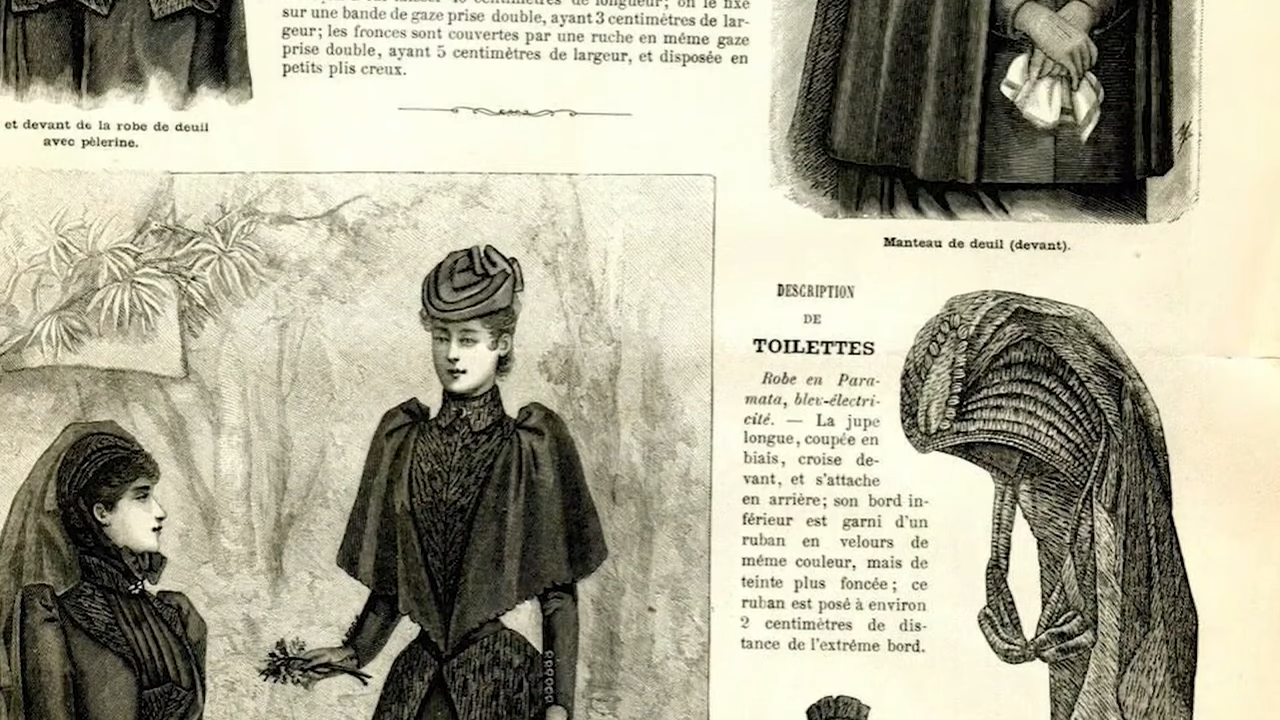 sur une bande de gaze prise double, ayant 3 centimètres de lar-
geur; les fronces sont couvertes par une ruche en même gaze
prise double, ayant 5 centimètres de largeur, et disposée en
petits plis creux.
et devant de la robe de deuil
avec pèlerine.
Manteau de deuil (devant).
DESCRIPTION
DE
TOILETTES
Robe en Para-
mata, bleu-électri-
cité. — La jupe
longue, coupée en
biais, croise de-
vant, et s'attache
en arrière; son bord in-
férieur est garni d'un
ruban en velours de
même couleur, mais de
teinte plus foncée; ce
ruban est posé à environ
2 centimètres de dis-
tance de l'extrême bord.